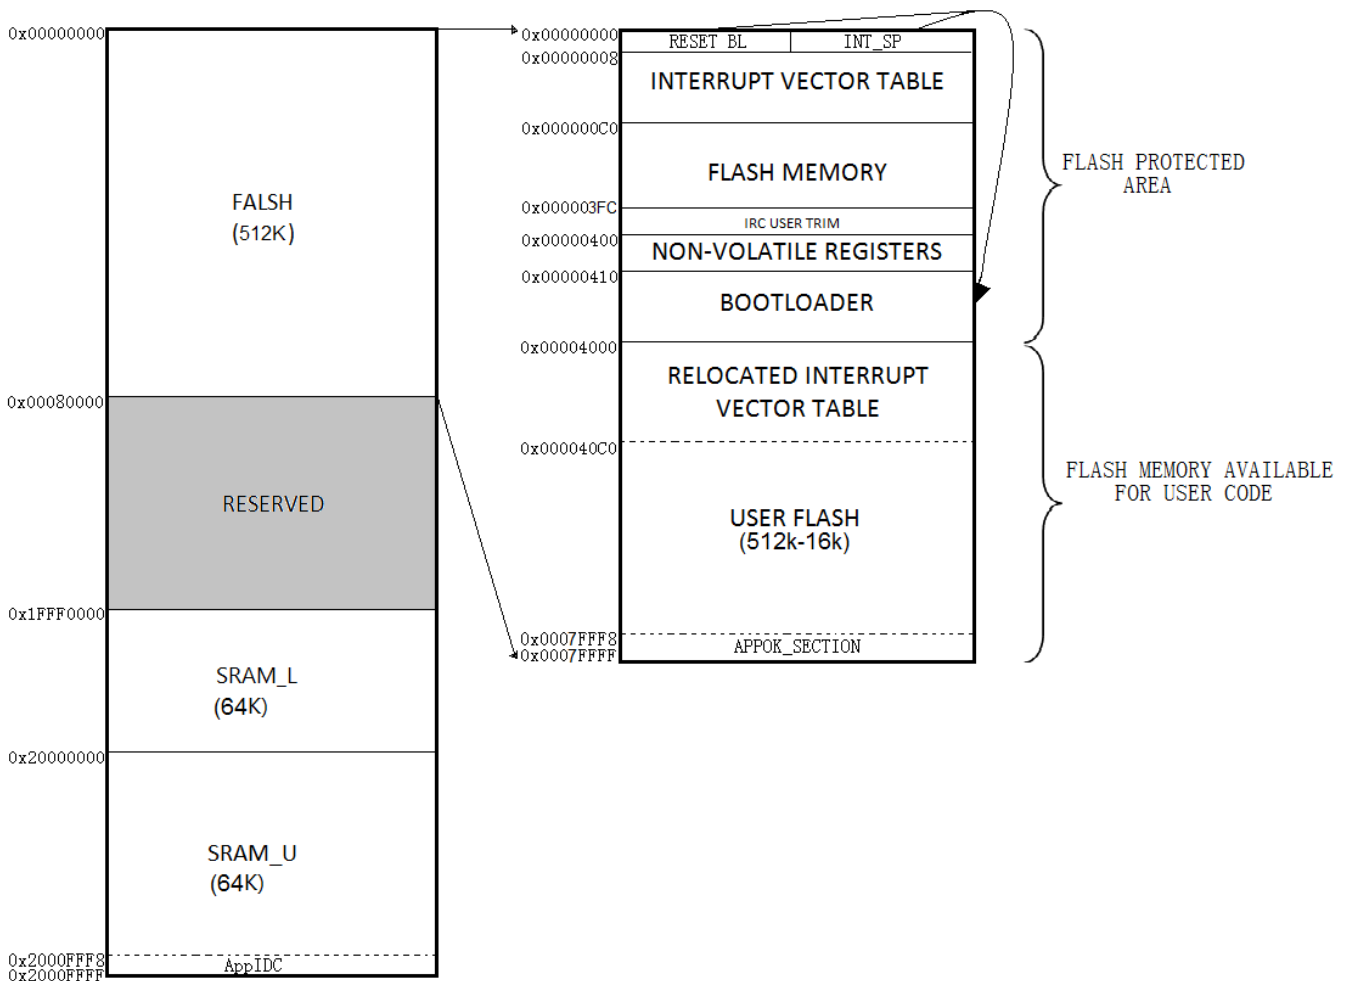 0x00000000
FALSH
(512K)
0x00080000
RESERVED
0x1FFF0000
SRAM_L
(64K)
0x20000000
SRAM_U
(64K)
0x2000FFF8
AppIDC
0x2000FFFF
0x00000000
RESET BL
INT_SP
0x00000008
INTERRUPT VECTOR TABLE
0x000000C0
FLASH MEMORY
0x000003FC
IRC USER TRIM
0x00000400
NON-VOLATILE REGISTERS
0x00000410
BOOTLOADER
0x00004000
RELOCATED INTERRUPT
VECTOR TABLE
0x000040C0
USER FLASH
(512k-16k)
0x0007FFF8
APPOK_SECTION
0x0007FFFF
FLASH PROTECTED
AREA
FLASH MEMORY AVAILABLE
FOR USER CODE